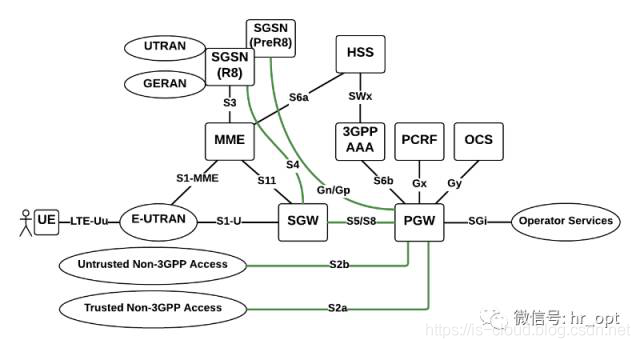 SGSN
(PreR8)
UTRAN
SGSN
(R8)
HSS
GERAN
S3
S6a
SWx
MME
3GPP
AAA
PCRF
OCS
S4
S1-MME
S11
S6b
Gx
Gy
Gn/Gp
UE
LTE-Uu
E-UTRAN
S1-U
SGW
S5/S8
PGW
SGi
Operator Services
Untrusted Non-3GPP Access
S2b
Trusted Non-3GPP Access
S2a
微信号: hr_opt
https://is-cloud.blog.csdn.net